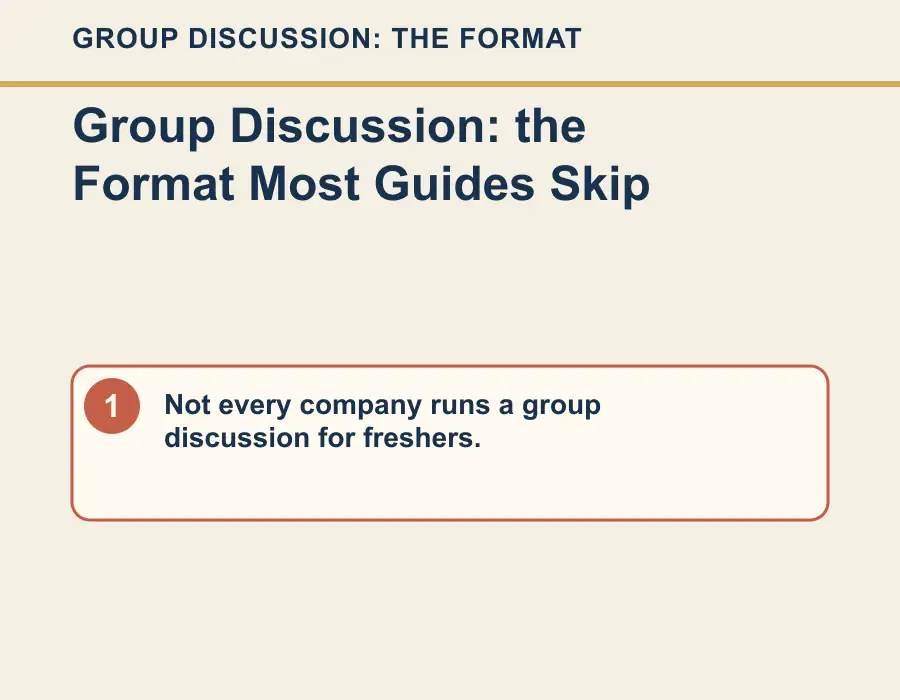 GROUP DISCUSSION: THE FORMAT
Group Discussion: the
Format Most Guides Skip
1
Not every company runs a group
discussion for freshers.